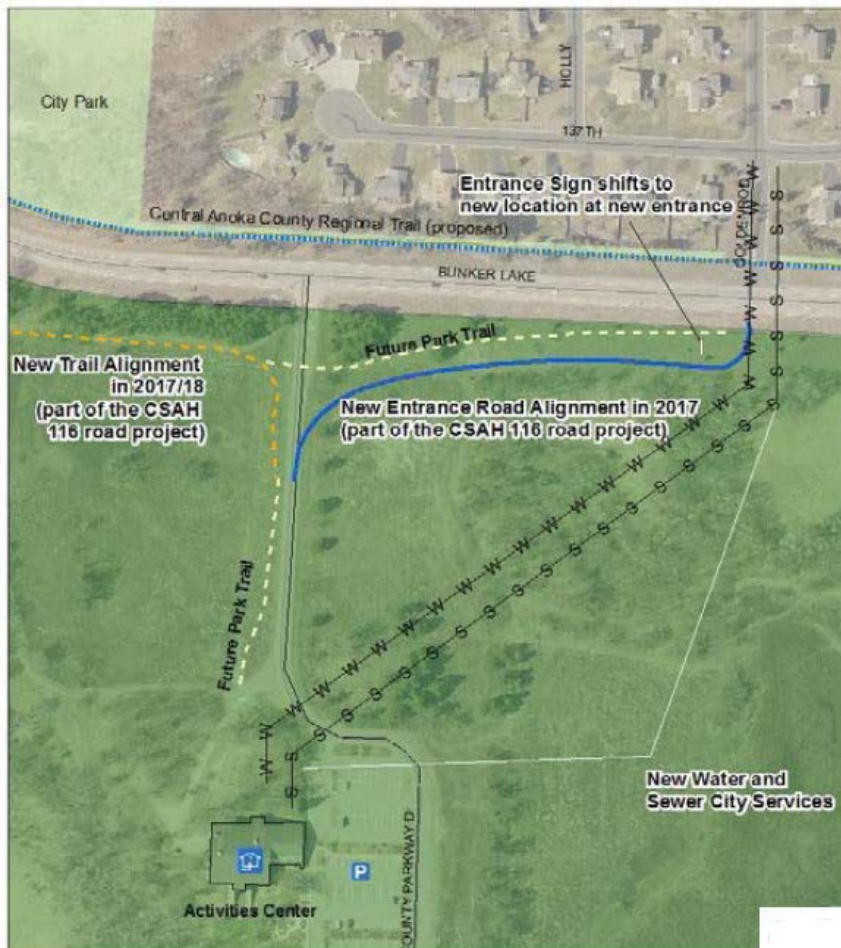 City Park
HOLLY
137TH
Entrance Sign shifts to
new location at new entrance
GOLDENROD
Central Anoka County Regional Trail (proposed)
BUNKER LAKE
Future Park Trail
New Trail Alignment
in 2017/18
(part of the CSAH
116 road project)
New Entrance Road Alignment in 2017
(part of the CSAH 116 road project)
Future Park Trail
W W W W W W W W W W W W W W W W W W W W W W W W W W
S S S S S S S S S S S S S S S S S S S S S S S S S S
New Water and
Sewer City Services
P
OUNTY PARKWAY D
Activities Center